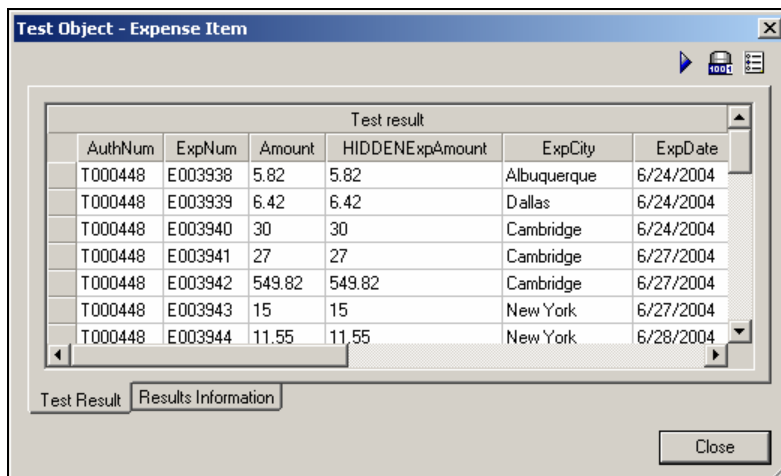 Test Object - Expense Item
1001
Test result
AuthNum ExpNum Amount HIDDENExpAmount ExpCity ExpDate
T000448 E003938 5.82 5.82 Albuquerque 6/24/2004
T000448 E003939 6.42 6.42 Dallas 6/24/2004
T000448 E003940 30 30 Cambridge 6/24/2004
T000448 E003941 27 27 Cambridge 6/27/2004
T000448 E003942 549.82 549.82 Cambridge 6/27/2004
T000448 E003943 15 15 New York 6/27/2004
T000448 E003944 11.55 11.55 New York 6/28/2004
Test Result Results Information
Close